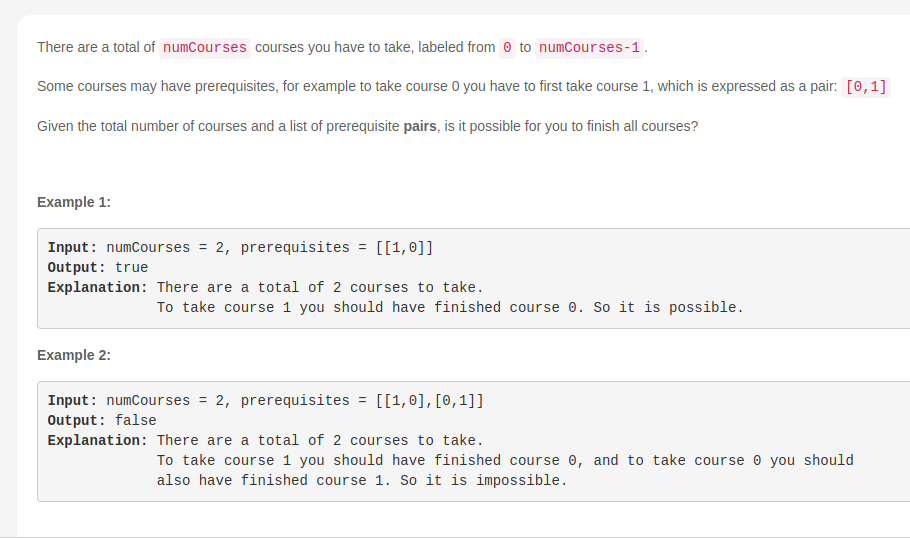 There are a total of numCourses courses you have to take, labeled from 0 to numCourses-1.
Some courses may have prerequisites, for example to take course 0 you have to first take course 1, which is expressed as a pair: [0,1]
Given the total number of courses and a list of prerequisite pairs, is it possible for you to finish all courses?
Example 1:
Input: numCourses = 2, prerequisites = [[1,0]]
Output: true
Explanation: There are a total of 2 courses to take.
To take course 1 you should have finished course 0. So it is possible.
Example 2:
Input: numCourses = 2, prerequisites = [[1,0],[0,1]]
Output: false
Explanation: There are a total of 2 courses to take.
To take course 1 you should have finished course 0, and to take course 0 you should
also have finished course 1. So it is impossible.